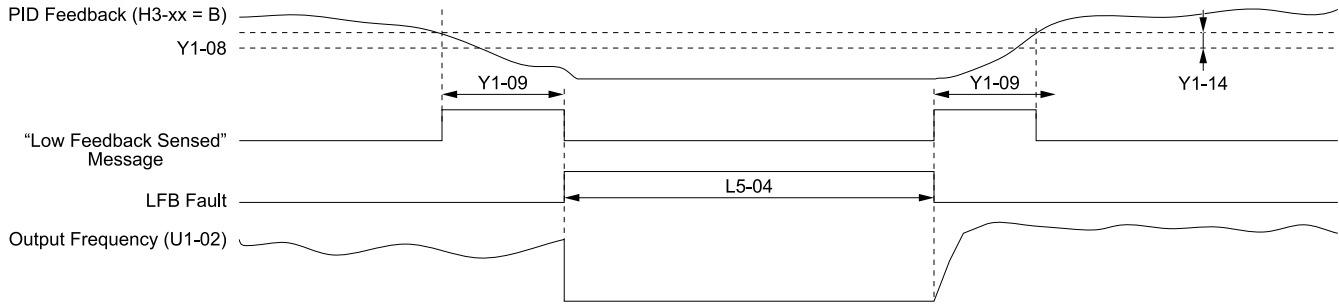 PID Feedback (H3-xx = B)
Y1-08
Y1-09
Y1-09
Y1-14
“Low Feedback Sensed”
Message
L5-04
LFB Fault
Output Frequency (U1-02)